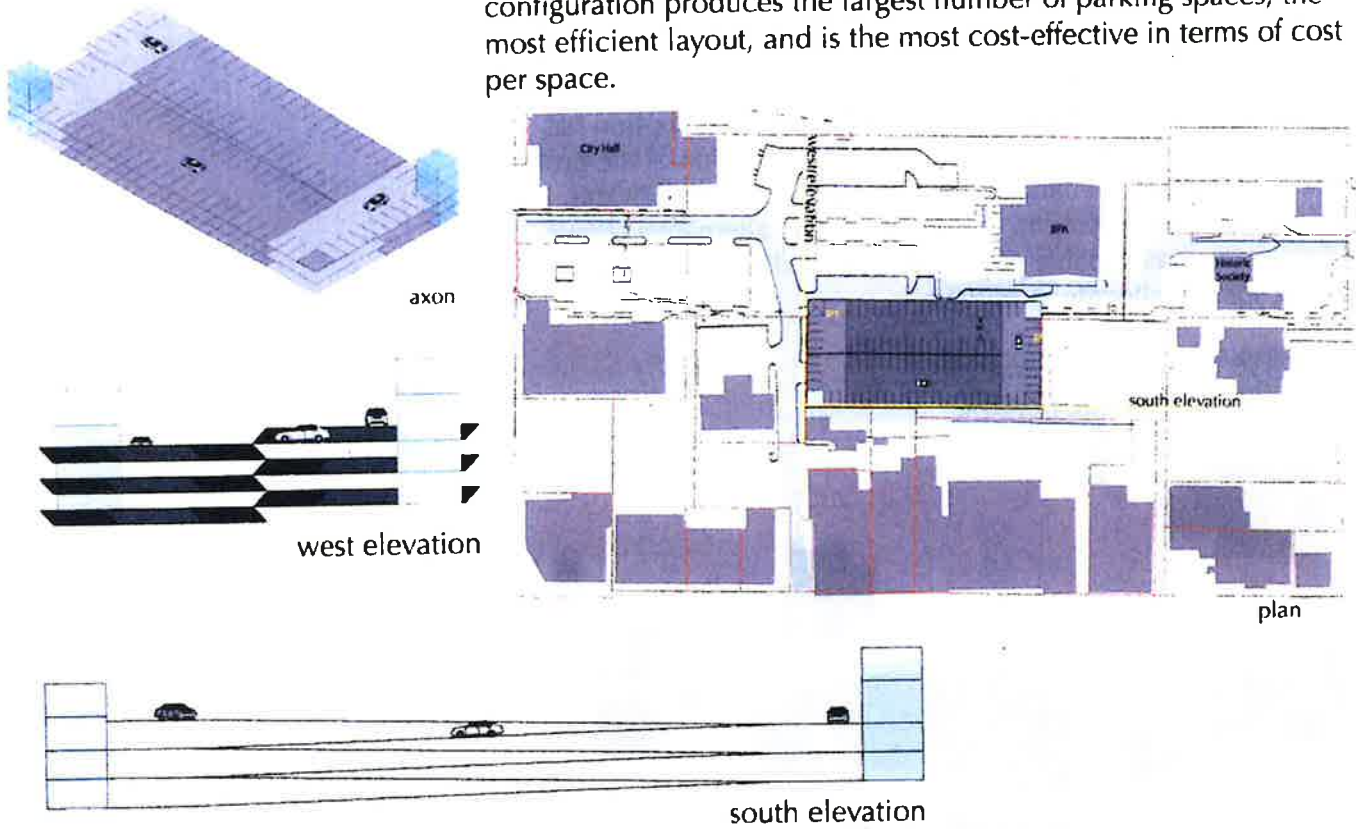 configuration produces the largest number of parking spaces, the
most efficient layout, and is the most cost-effective in terms of cost
per space.
City Hall
west elevation
BPA
Historic
Society
axon
south elevation
west elevation
plan
south elevation